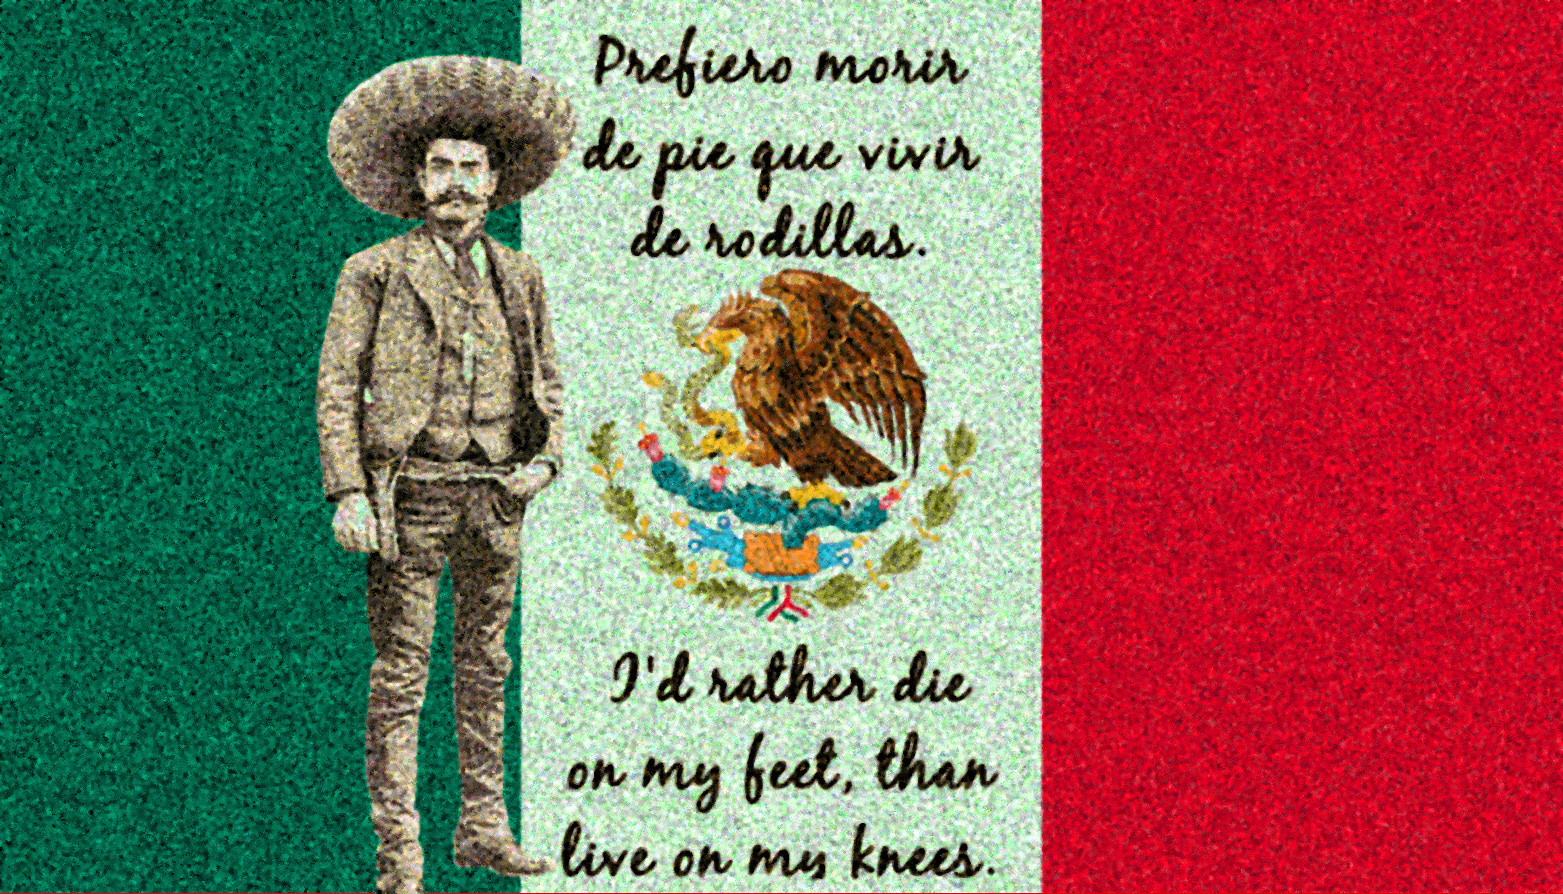 Prefiero morir
de pie que vivir
de rodillas.
I'd rather die
on my feet, than
live on my knees.